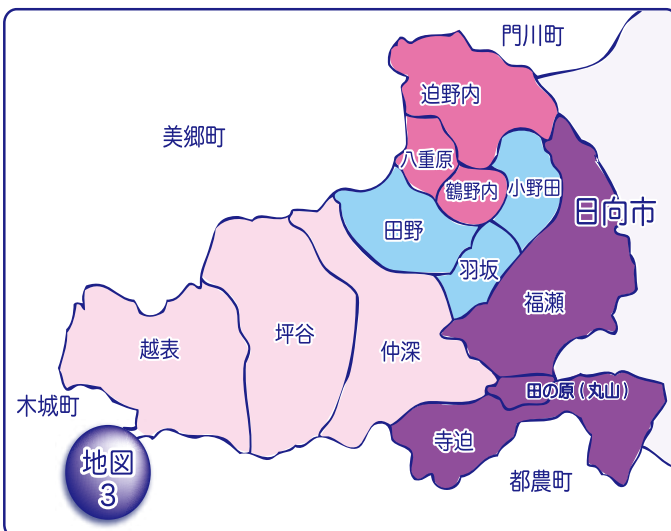 門川町
迫野内
美郷町
八重原
鶴野内
小野田
日向市
田野
羽坂
福瀬
坪谷
越表
仲深
田の原(丸山)
木城町
寺迫
地図
3
都農町